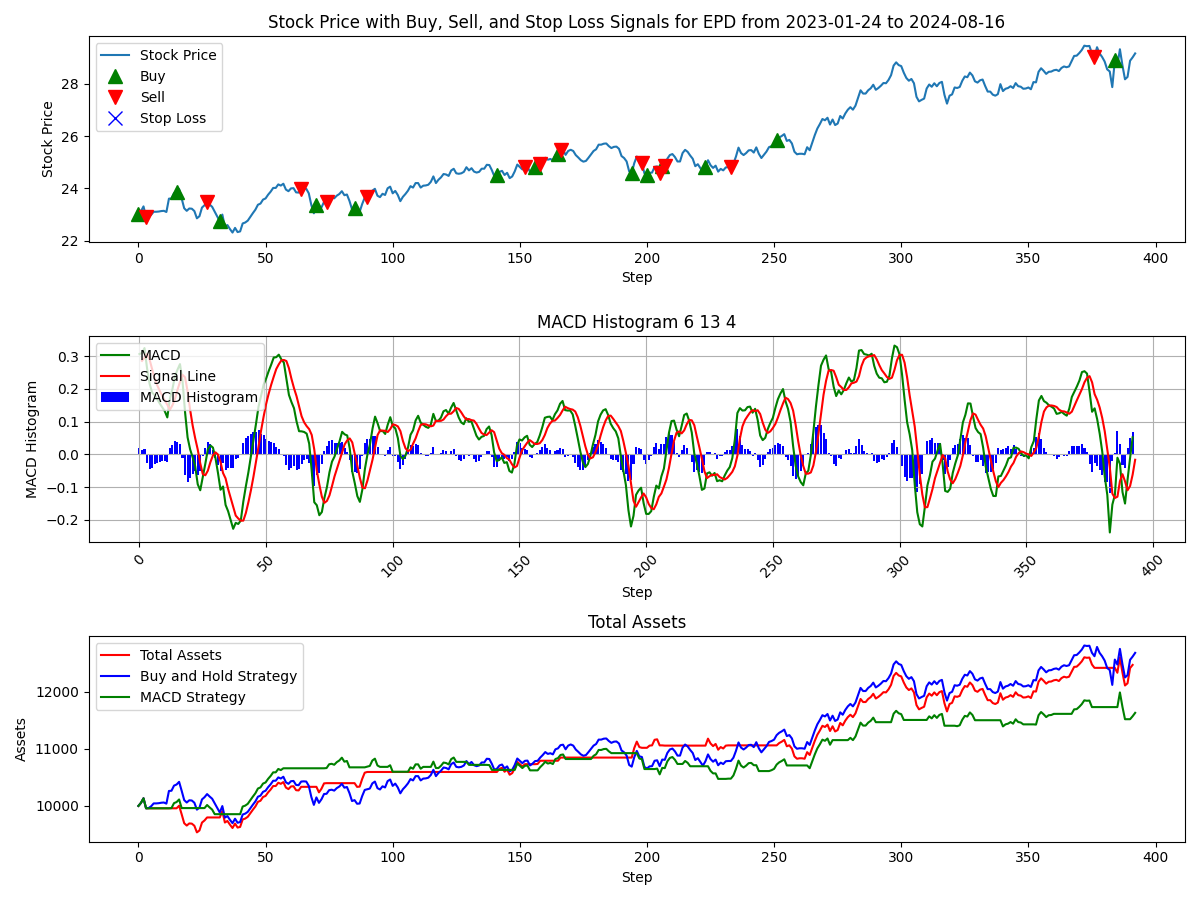 Stock Price with Buy, Sell, and Stop Loss Signals for EPD from 2023-01-24 to 2024-08-16
Stock Price
Buy
Sell
Stop Loss
Stock Price
28
26
24
22
0 50 100 150 200 250 300 350 400
Step
MACD Histogram 6 13 4
MACD
Signal Line
MACD Histogram
MACD Histogram
0.3
0.2
0.1
0.0
−0.1
−0.2
0 50 100 150 200 250 300 350 400
Step
Total Assets
Total Assets
Buy and Hold Strategy
MACD Strategy
Assets
12000
11000
10000
0 50 100 150 200 250 300 350 400
Step